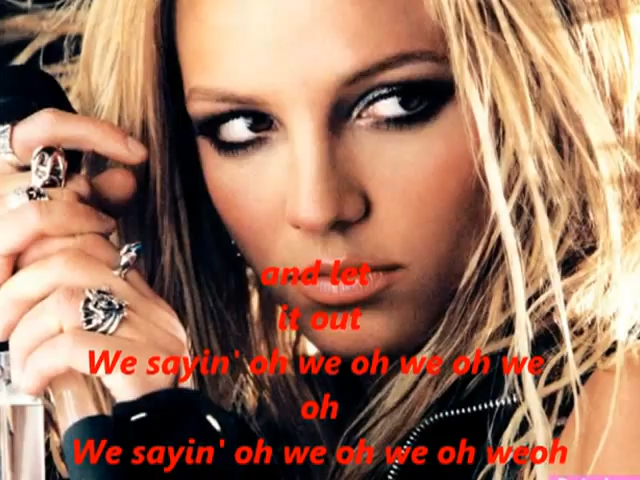 and let
it out
We sayin' oh we oh we oh we
oh
We sayin' oh we oh we oh weoh